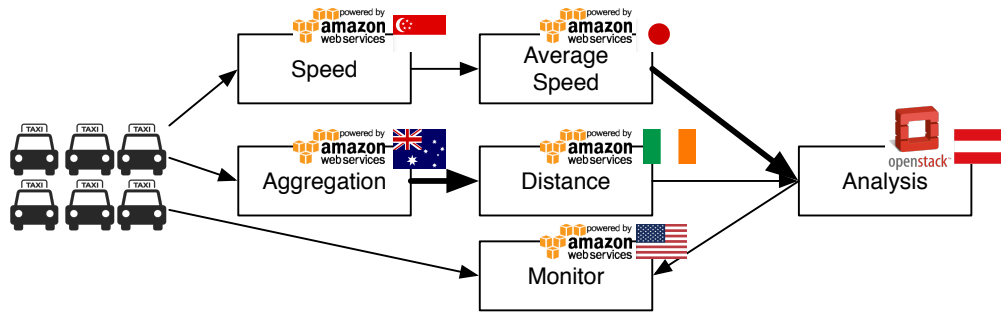 powered by
amazon
webservices
Speed
powered by
amazon
webservices
Average
Speed
TAXI
TAXI
TAXI
powered by
amazon
webservices
Aggregation
powered by
amazon
webservices
Distance
openstack™
Analysis
TAXI
TAXI
TAXI
powered by
amazon
webservices
Monitor